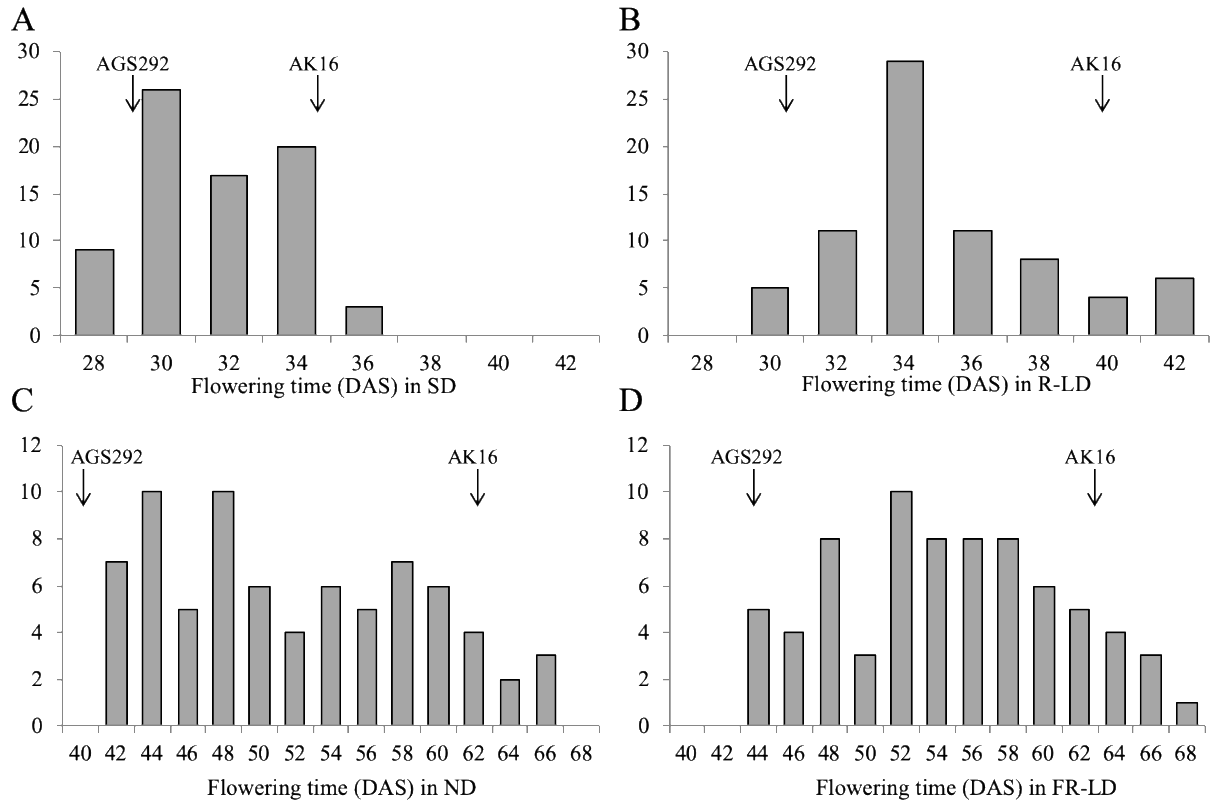 A
30
25
20
15
10
5
0
AGS292 AK16
28 30 32 34 36 38 40 42
Flowering time (DAS) in SD
B
30
25
20
15
10
5
0
AGS292 AK16
28 30 32 34 36 38 40 42
Flowering time (DAS) in R-LD
C
12
10
8
6
4
2
0
AGS292 AK16
40 42 44 46 48 50 52 54 56 58 60 62 64 66 68
Flowering time (DAS) in ND
D
12
10
8
6
4
2
0
AGS292 AK16
40 42 44 46 48 50 52 54 56 58 60 62 64 66 68
Flowering time (DAS) in FR-LD